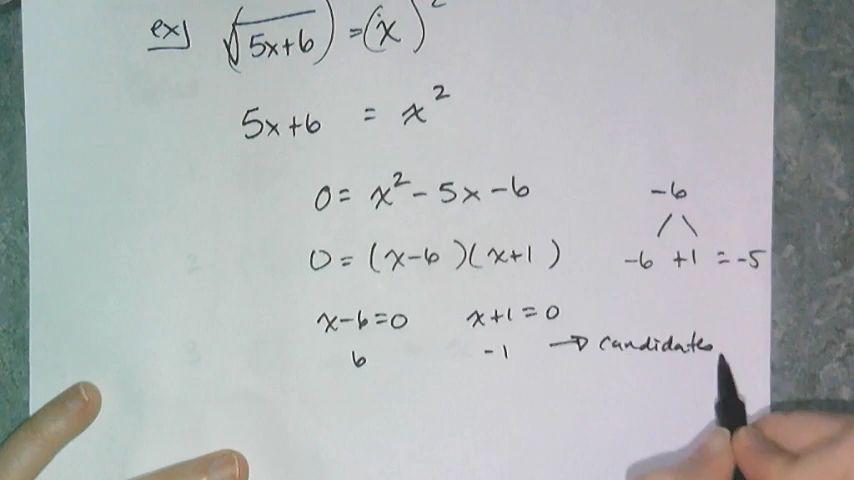 ex) (√5x+6) = (x)²
5x+6 = x²
0 = x² - 5x - 6
-6
0 = (x-6)(x+1)
-6 +1 = -5
x-6=0 x+1=0
6 -1 → candidates